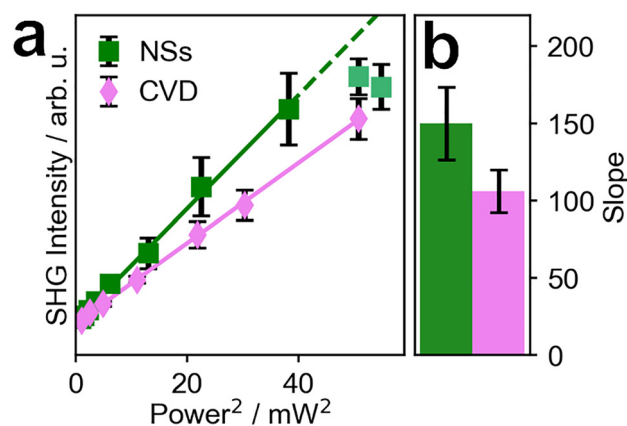 a
NSs
CVD
SHG Intensity / arb. u.
0
20
40
Power² / mW²
b
200
150
100
50
0
Slope